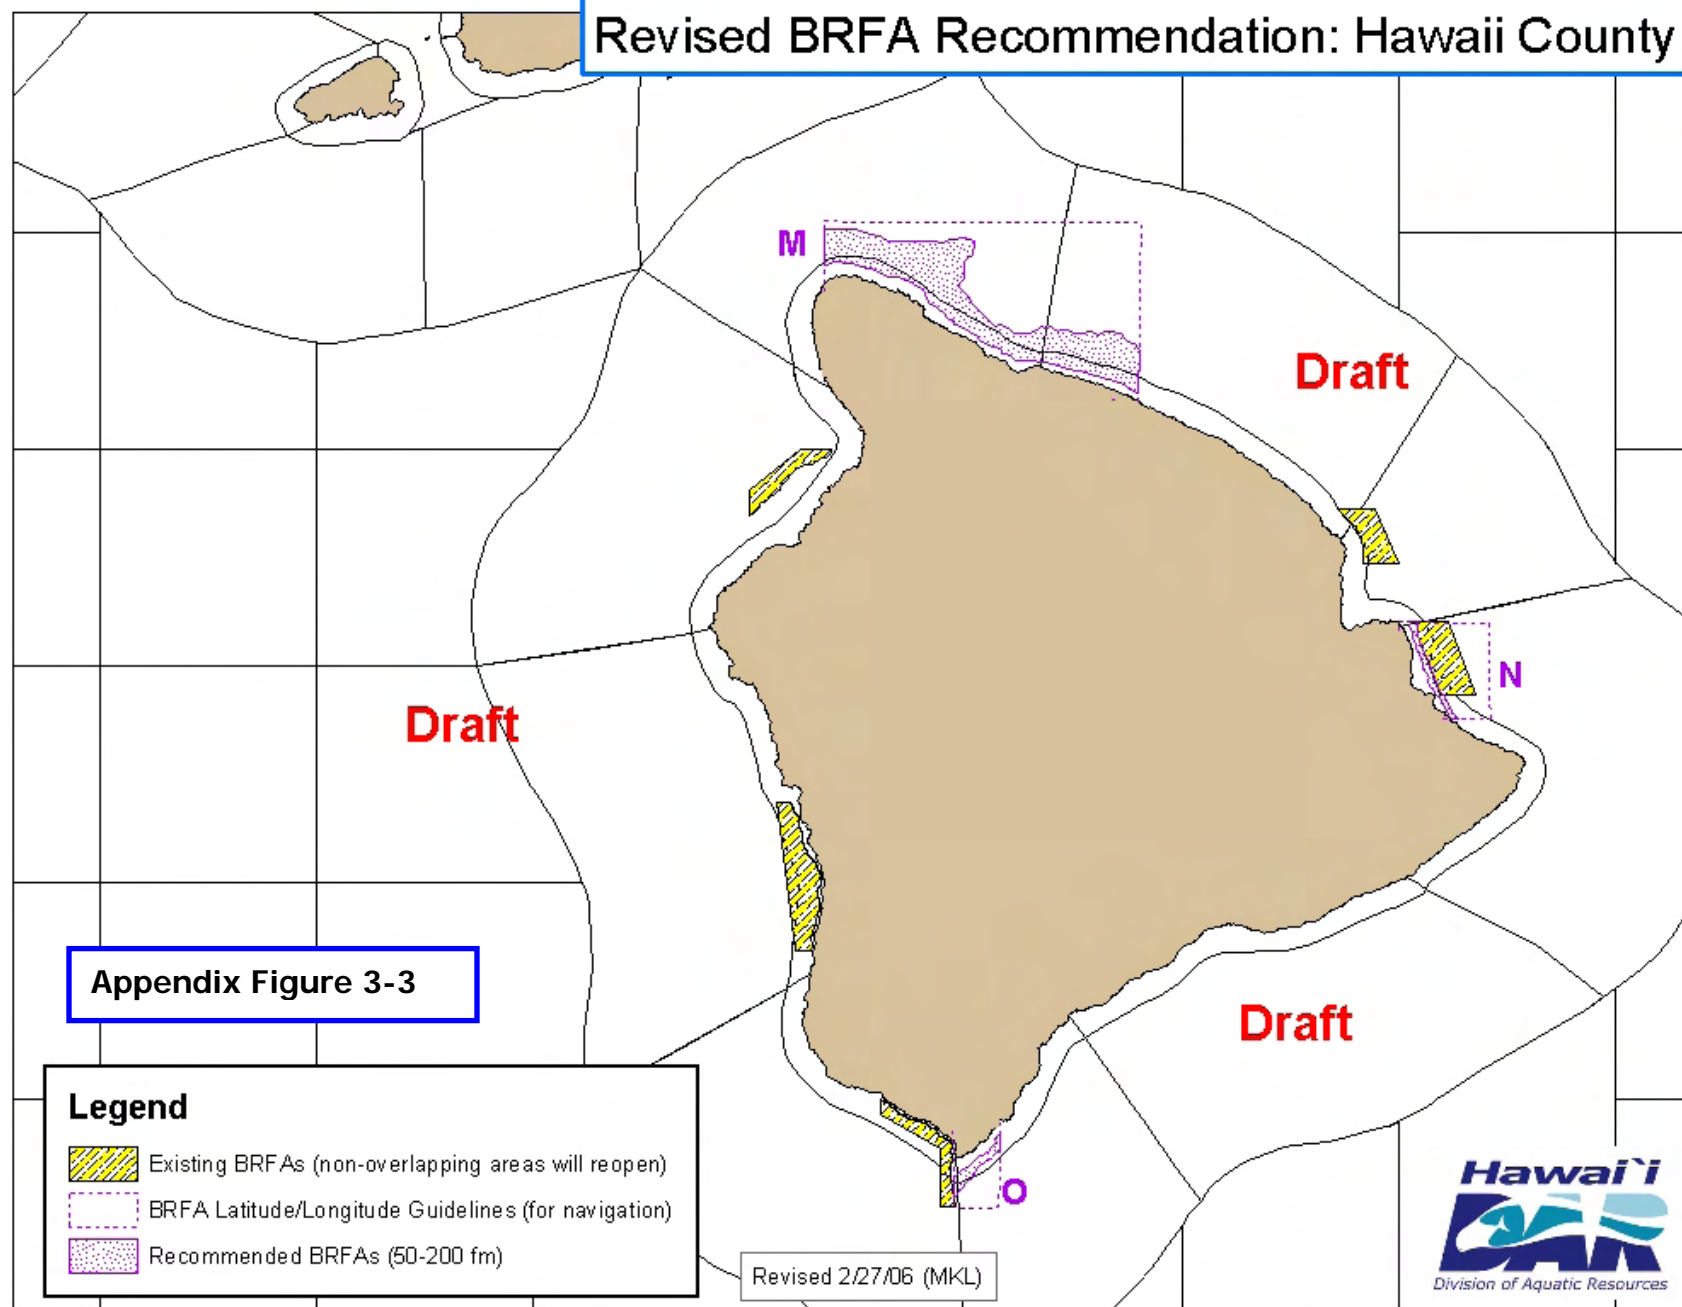 Revised BRFA Recommendation: Hawaii County
M
Draft
N
Draft
Appendix Figure 3-3
Draft
Legend
Existing BRFAs (non-overlapping areas will reopen)
BRFA Latitude/Longitude Guidelines (for navigation)
Recommended BRFAs (50-200 fm)
O
Revised 2/27/06 (MKL)
Hawai`i
DAR
Division of Aquatic Resources